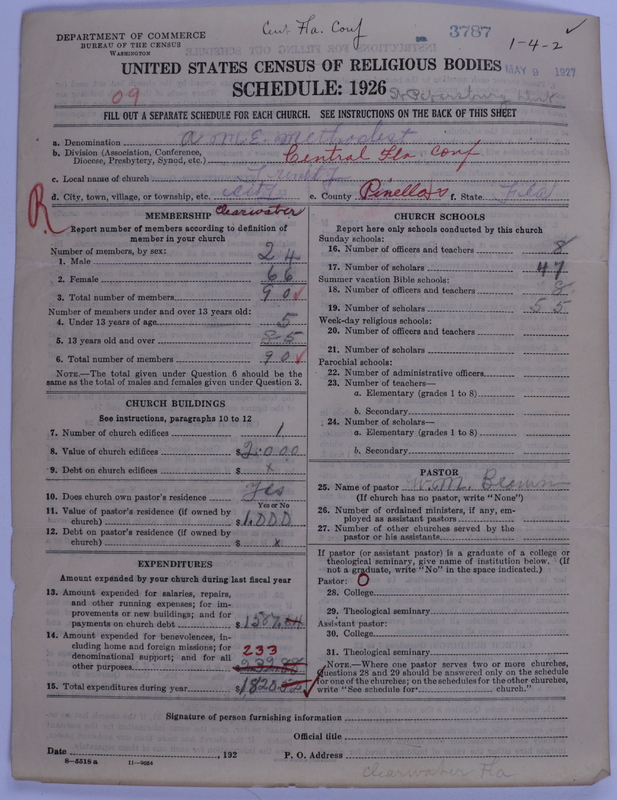 DEPARTMENT OF COMMERCE
BUREAU OF THE CENSUS
WASHINGTON
Cen. Fla. Conf
3787
1-4-2 ✓
UNITED STATES CENSUS OF RELIGIOUS BODIES
MAY 9 1927
SCHEDULE: 1926
09
St Petersburg Dist
FILL OUT A SEPARATE SCHEDULE FOR EACH CHURCH. SEE INSTRUCTIONS ON THE BACK OF THIS SHEET
a. Denomination A M.E. Methodist
b. Division (Association, Conference,
Diocese, Presbytery, Synod, etc.) Central Fla. Conf
c. Local name of church Trinity
d. City, town, village, or township, etc. City e. County Pinellas f. State Fla
R
Clearwater
MEMBERSHIP
Report number of members according to definition of
member in your church
Number of members, by sex:
1. Male 24
2. Female 66
3. Total number of members 90 ✓
Number of members under and over 13 years old:
4. Under 13 years of age 5
5. 13 years old and over 85
6. Total number of members 90 ✓
NOTE.—The total given under Question 6 should be the
same as the total of males and females given under Question 3.
CHURCH BUILDINGS
See instructions, paragraphs 10 to 12
7. Number of church edifices 1
8. Value of church edifices $2000
9. Debt on church edifices $ x
10. Does church own pastor's residence Yes
Yes or No
11. Value of pastor's residence (if owned by
church) $1,000
12. Debt on pastor's residence (if owned by
church) $ x
EXPENDITURES
Amount expended by your church during last fiscal year
13. Amount expended for salaries, repairs,
and other running expenses; for im-
provements or new buildings; and for
payments on church debt $1587.64
14. Amount expended for benevolences, in-
cluding home and foreign missions; for
denominational support; and for all
233
other purposes 232.88
15. Total expenditures during year $1,820.52 ✓
CHURCH SCHOOLS
Report here only schools conducted by this church
Sunday schools:
16. Number of officers and teachers 8
17. Number of scholars 47
Summer vacation Bible schools:
18. Number of officers and teachers 8
19. Number of scholars 55
Week-day religious schools:
20. Number of officers and teachers
21. Number of scholars
Parochial schools:
22. Number of administrative officers
23. Number of teachers—
a. Elementary (grades 1 to 8)
b. Secondary
24. Number of scholars—
a. Elementary (grades 1 to 8)
b. Secondary
PASTOR
25. Name of pastor M. Brown
(If church has no pastor, write "None")
26. Number of ordained ministers, if any, em-
ployed as assistant pastors
27. Number of other churches served by the
pastor or his assistants
If pastor (or assistant pastor) is a graduate of a college or
theological seminary, give name of institution below. (If
not a graduate, write "No" in the space indicated.)
Pastor: O
28. College
29. Theological seminary
Assistant pastor:
30. College
31. Theological seminary
NOTE.—Where one pastor serves two or more churches,
questions 28 and 29 should be answered only on the schedule
for one of the churches; on the schedules for the other churches,
write "See schedule for church."
Signature of person furnishing information
Official title
Date , 192 P. O. Address
8—5518 a 11—9054
Clearwater Fla